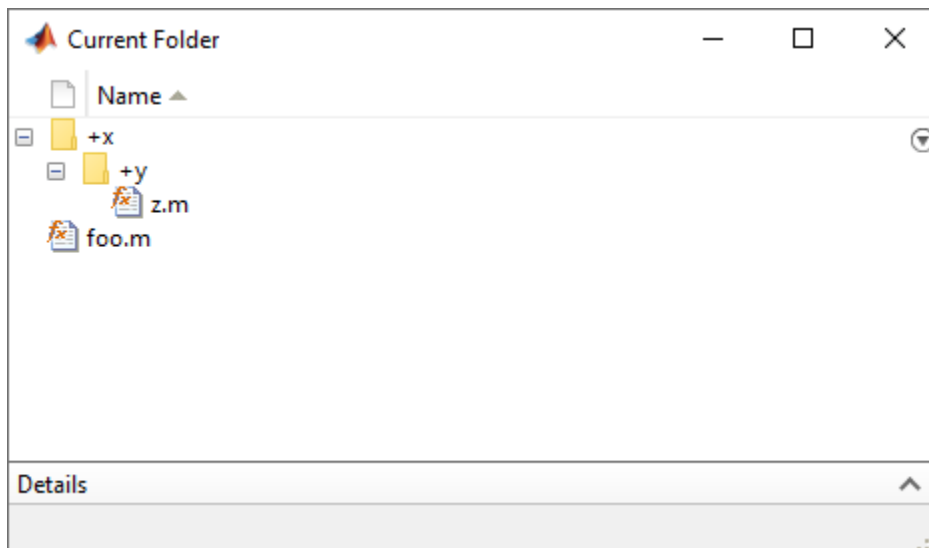 Current Folder
Name
+x
+y
z.m
foo.m
Details